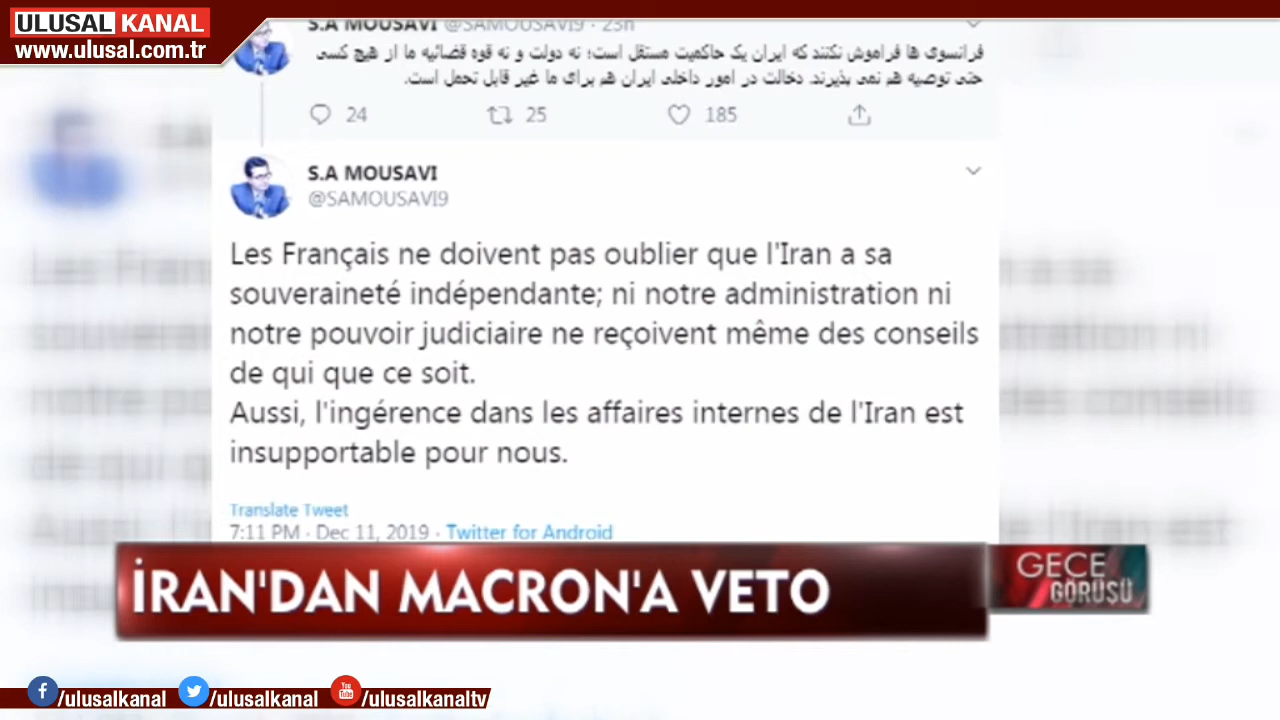 ULUSAL KANAL
www.ulusal.com.tr
S.A MOUSAVI @SAMOUSAVI9 · 23h
فرانسوی ها فراموش نکنند که ایران یک حاکمیت مستقل است؛ نه دولت و نه قوه قضائیه ما از هیچ کسی
حتی توصیه هم نمی پذیرند. دخالت در امور داخلی ایران هم برای ما غیر قابل تحمل است.
24 25 185
S.A MOUSAVI
@SAMOUSAVI9
Les Français ne doivent pas oublier que l'Iran a sa
souveraineté indépendante; ni notre administration ni
notre pouvoir judiciaire ne reçoivent même des conseils
de qui que ce soit.
Aussi, l'ingérence dans les affaires internes de l'Iran est
insupportable pour nous.
Translate Tweet
7:11 PM · Dec 11, 2019 · Twitter for Android
İRAN'DAN MACRON'A VETO
GECE
GÖRÜŞÜ
/ulusalkanal /ulusalkanal You Tube /ulusalkanaltv